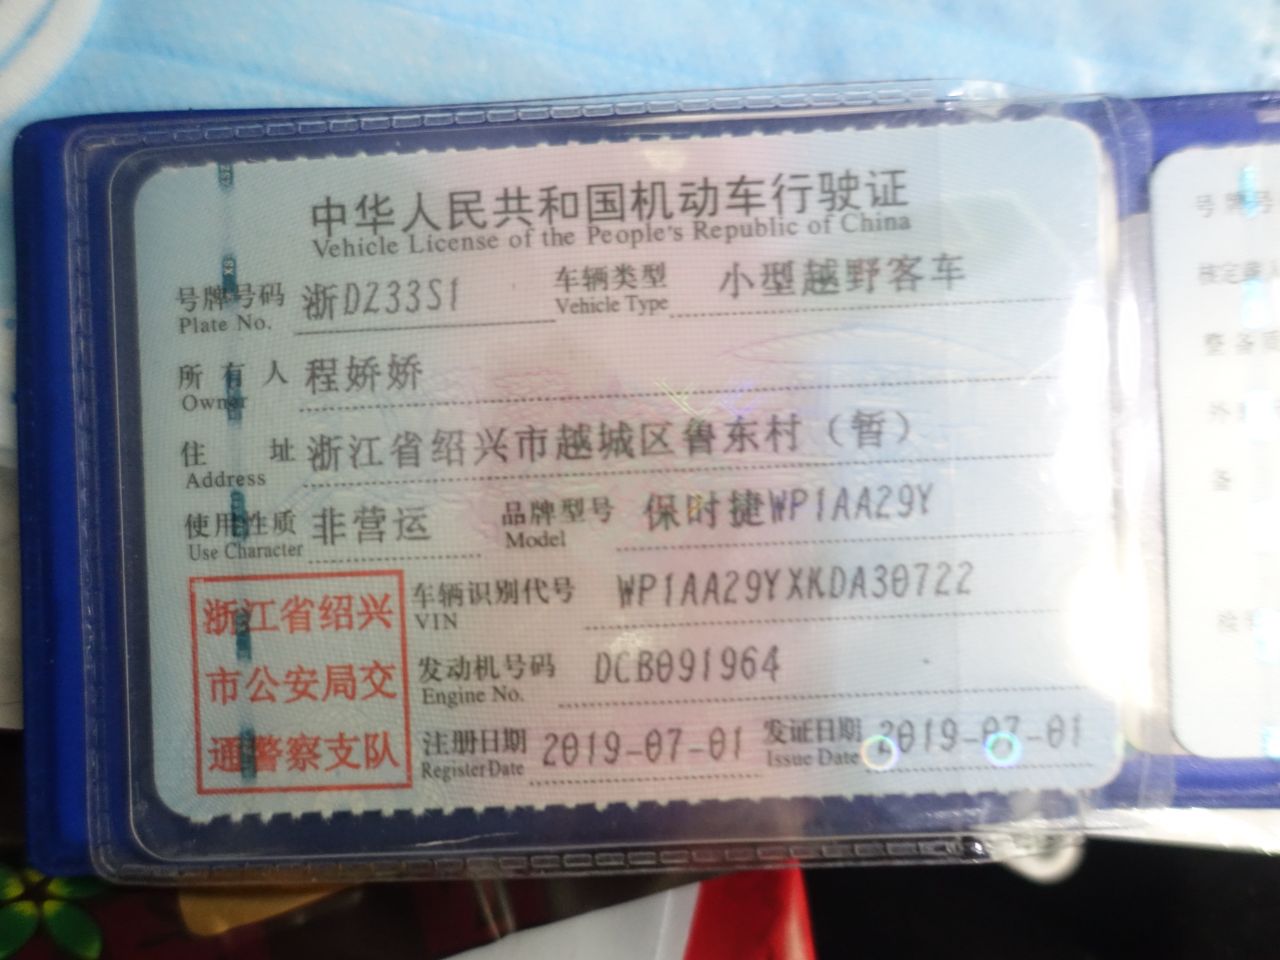 中华人民共和国机动车行驶证
Vehicle License of the People's Republic of China
号牌号码 浙DZ33S1 车辆类型 小型越野客车
Plate No. Vehicle Type
所有人 程娇娇
Owner
住址 浙江省绍兴市越城区鲁东村（暂）
Address
使用性质 非营运 品牌型号 保时捷WP1AA29Y
Use Character Model
浙江省绍兴
市公安局交
通警察支队
车辆识别代号 WP1AA29YXKDA30722
VIN
发动机号码 DCB091964
Engine No.
注册日期 2019-07-01 发证日期 2019-07-01
Register Date Issue Date
号牌号
核定
整备质
外
备